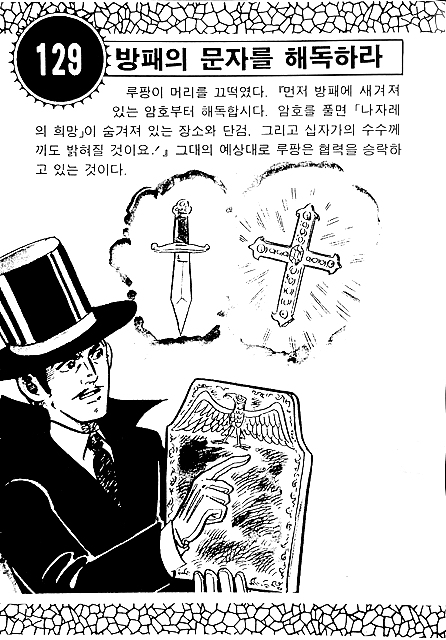 129
방패의 문자를 해독하라
루팡이 머리를 끄떡였다. 『먼저 방패에 새겨져
있는 암호부터 해독합시다. 암호를 풀면 「나자레
의 희망」이 숨겨져 있는 장소와 단검, 그리고 십자가의 수수께
끼도 밝혀질 것이요!』 그대의 예상대로 루팡은 협력을 승락하
고 있는 것이다.